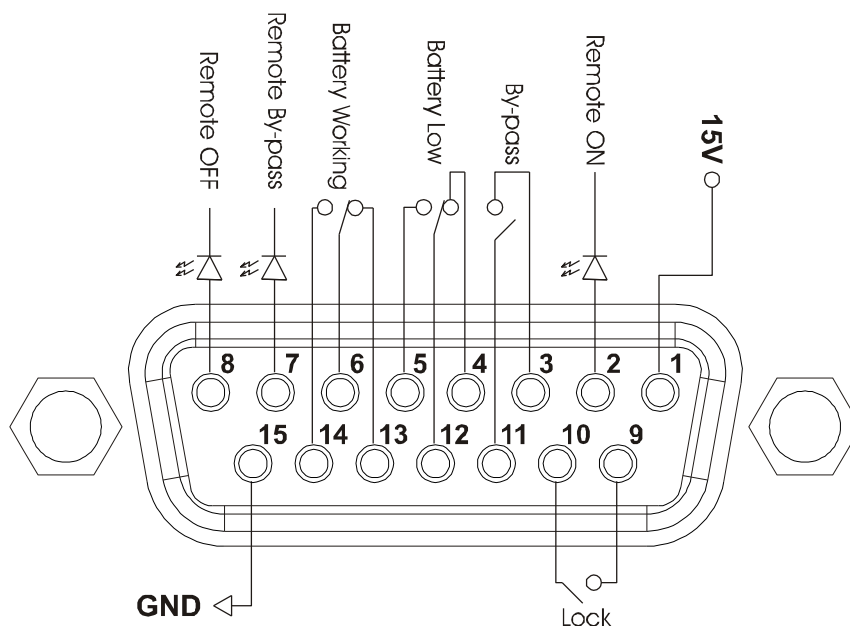 Remote OFF
Remote By-pass
Battery Working
Battery Low
By-pass
Remote ON
15V
8 7 6 5 4 3 2 1
15 14 13 12 11 10 9
GND
Lock